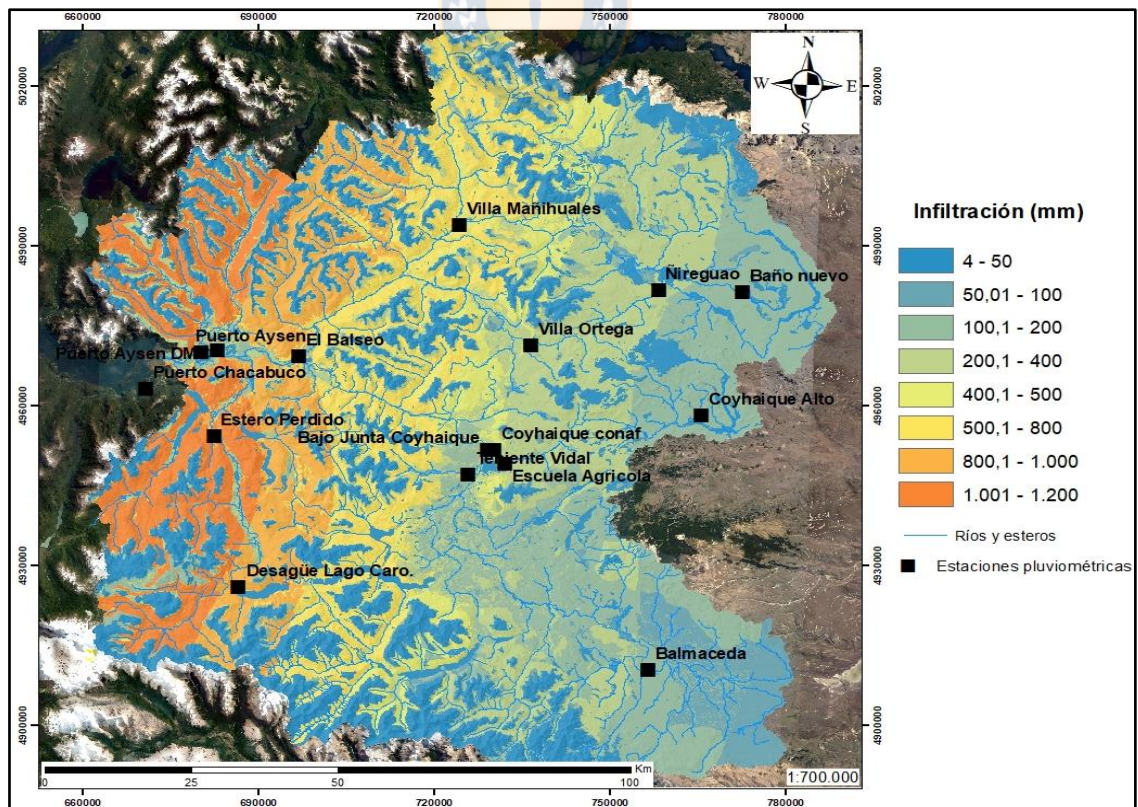 660000 690000 720000 750000 780000
N
W E
S
5020000 5020000
4990000 4990000
4960000 4960000
4930000 4930000
4900000 4900000
Villa Mañihuales
Ñireguao
Baño nuevo
Villa Ortega
Puerto Aysen
El Balseo
Puerto Aysen DM
Puerto Chacabuco
Coyhaique Alto
Estero Perdido
Bajo Junta Coyhaique
Coyhaique conaf
Teniente Vidal
Escuela Agricola
Desagüe Lago Caro.
Balmaceda
Infiltración (mm)
4 - 50
50,01 - 100
100,1 - 200
200,1 - 400
400,1 - 500
500,1 - 800
800,1 - 1.000
1.001 - 1.200
Ríos y esteros
Estaciones pluviométricas
Km
0 25 50 100
1:700.000
660000 690000 720000 750000 780000